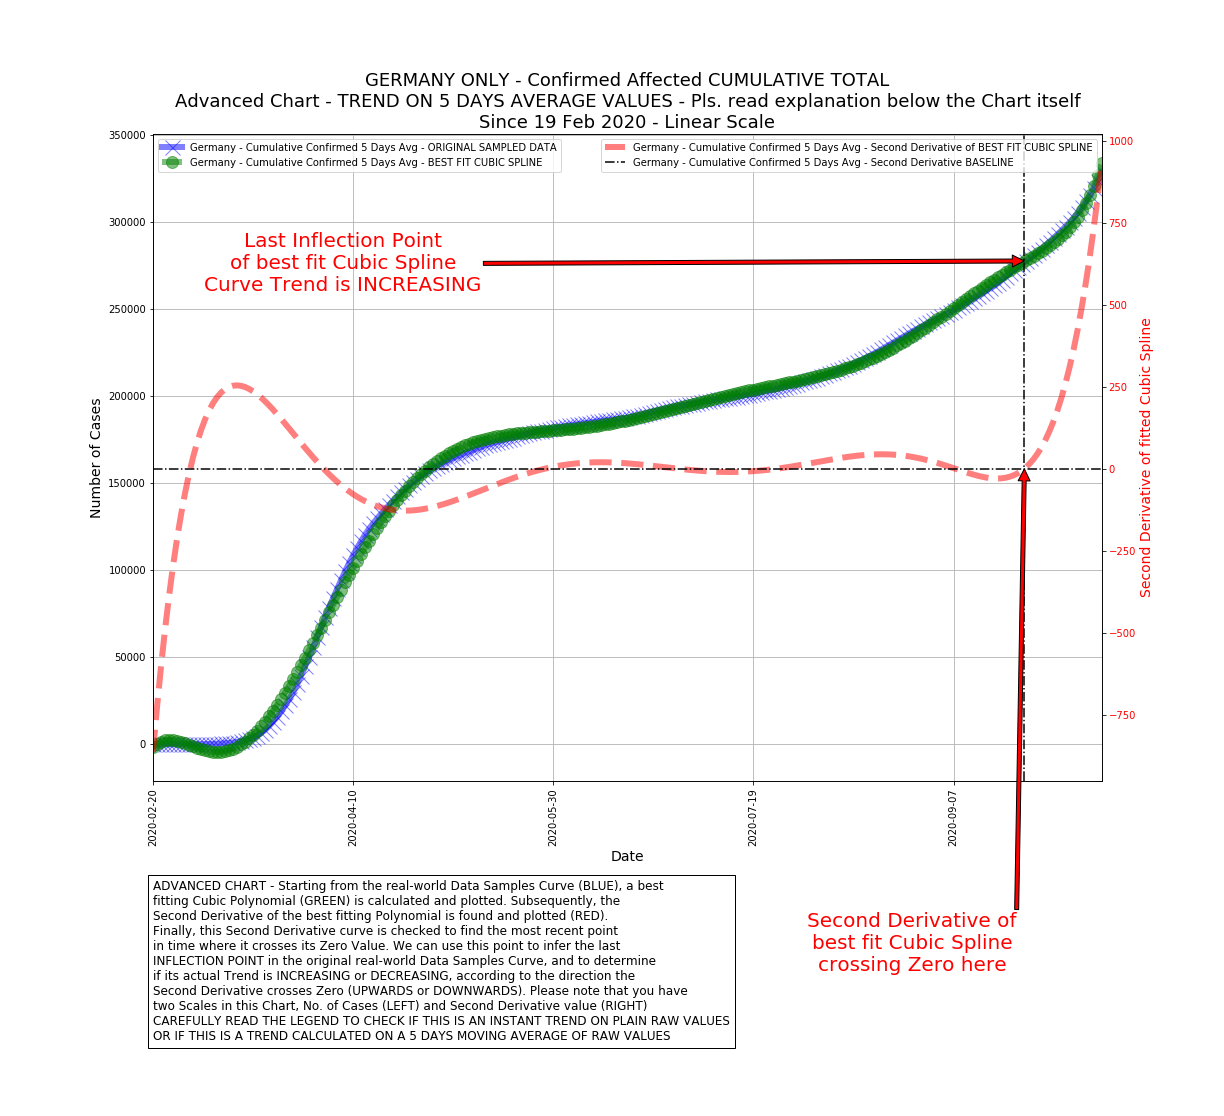 GERMANY ONLY - Confirmed Affected CUMULATIVE TOTAL
Advanced Chart - TREND ON 5 DAYS AVERAGE VALUES - Pls. read explanation below the Chart itself
Since 19 Feb 2020 - Linear Scale
Germany - Cumulative Confirmed 5 Days Avg - ORIGINAL SAMPLED DATA
Germany - Cumulative Confirmed 5 Days Avg - BEST FIT CUBIC SPLINE
Germany - Cumulative Confirmed 5 Days Avg - Second Derivative of BEST FIT CUBIC SPLINE
Germany - Cumulative Confirmed 5 Days Avg - Second Derivative BASELINE
Last Inflection Point
of best fit Cubic Spline
Curve Trend is INCREASING
Number of Cases
350000
300000
250000
200000
150000
100000
50000
0
1000
750
500
250
0
−250
−500
−750
Second Derivative of fitted Cubic Spline
2020-02-20
2020-04-10
2020-05-30
2020-07-19
2020-09-07
Date
ADVANCED CHART - Starting from the real-world Data Samples Curve (BLUE), a best
fitting Cubic Polynomial (GREEN) is calculated and plotted. Subsequently, the
Second Derivative of the best fitting Polynomial is found and plotted (RED).
Finally, this Second Derivative curve is checked to find the most recent point
in time where it crosses its Zero Value. We can use this point to infer the last
INFLECTION POINT in the original real-world Data Samples Curve, and to determine
if its actual Trend is INCREASING or DECREASING, according to the direction the
Second Derivative crosses Zero (UPWARDS or DOWNWARDS). Please note that you have
two Scales in this Chart, No. of Cases (LEFT) and Second Derivative value (RIGHT)
CAREFULLY READ THE LEGEND TO CHECK IF THIS IS AN INSTANT TREND ON PLAIN RAW VALUES
OR IF THIS IS A TREND CALCULATED ON A 5 DAYS MOVING AVERAGE OF RAW VALUES
Second Derivative of
best fit Cubic Spline
crossing Zero here